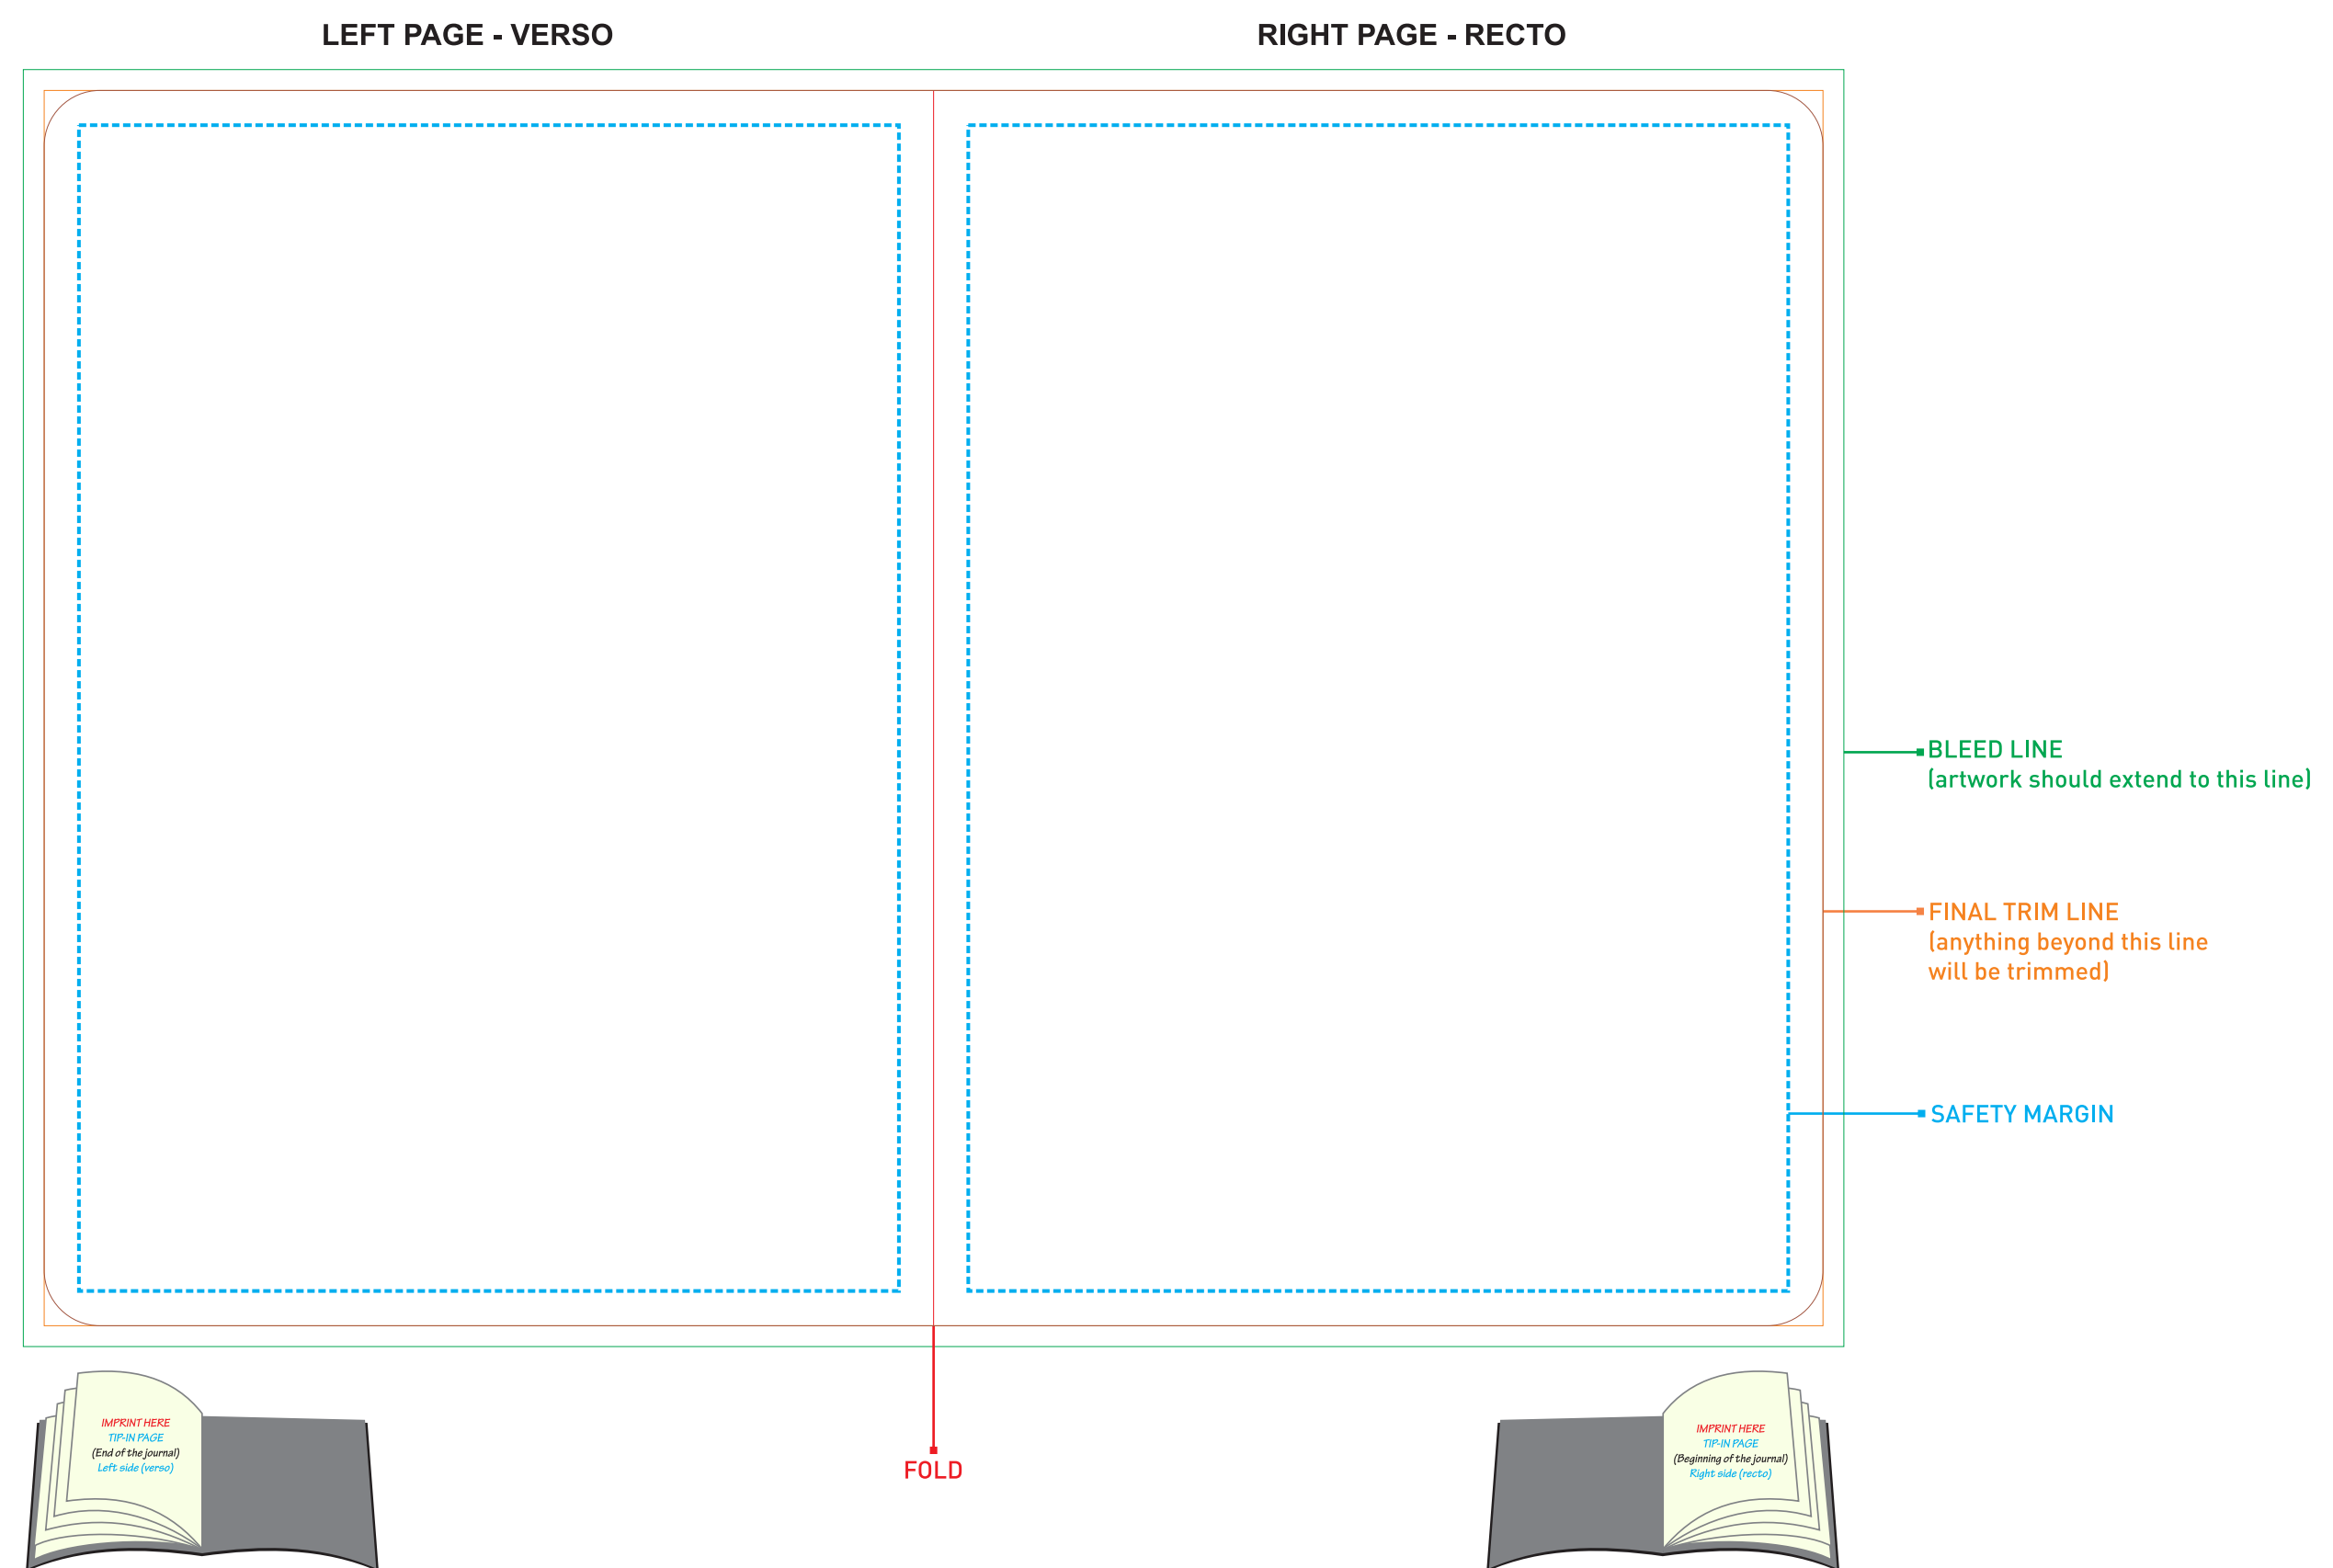 LEFT PAGE - VERSO
RIGHT PAGE - RECTO
BLEED LINE
(artwork should extend to this line)
FINAL TRIM LINE
(anything beyond this line
will be trimmed)
SAFETY MARGIN
FOLD
IMPRINT HERE
TIP-IN PAGE
(End of the journal)
Left side (verso)
IMPRINT HERE
TIP-IN PAGE
(Beginning of the journal)
Right side (recto)